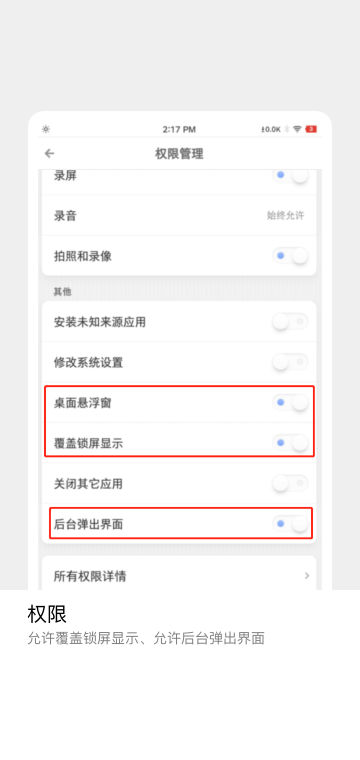 2:17 PM
0.0K
3
权限管理
录屏
录音
始终允许
拍照和录像
其他
安装未知来源应用
修改系统设置
桌面悬浮窗
覆盖锁屏显示
关闭其它应用
后台弹出界面
所有权限详情
权限
允许覆盖锁屏显示、允许后台弹出界面